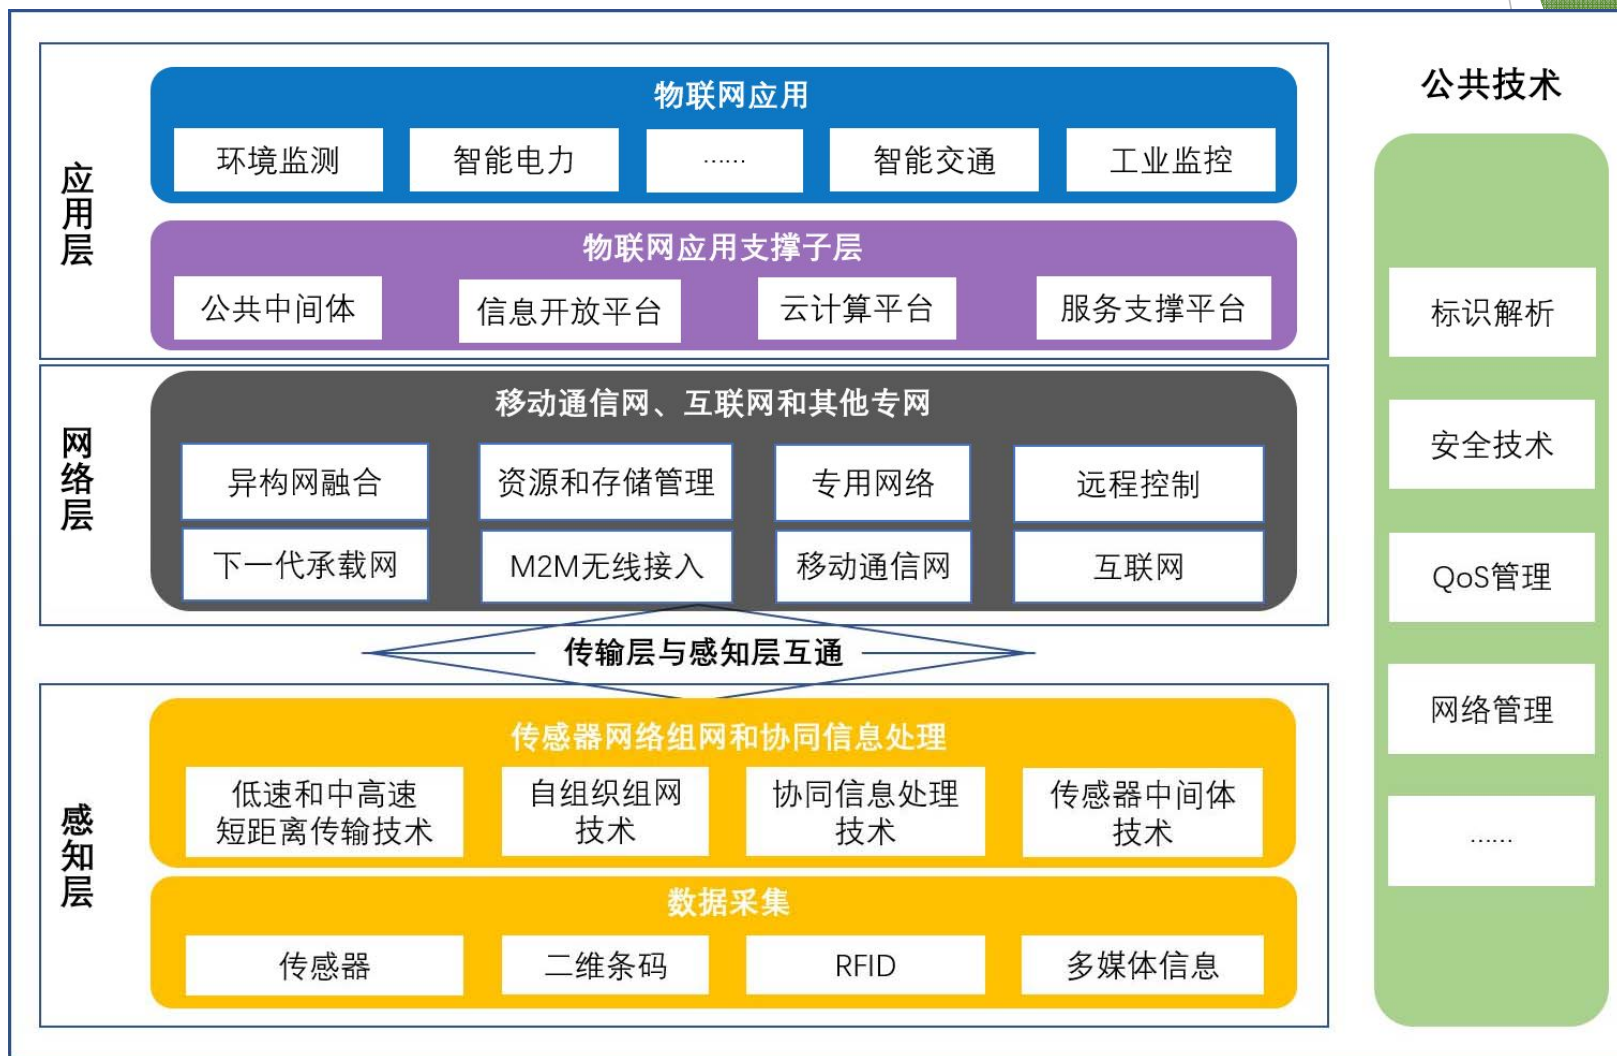 应用层
物联网应用
环境监测
智能电力
……
智能交通
工业监控
物联网应用支撑子层
公共中间体
信息开放平台
云计算平台
服务支撑平台
网络层
移动通信网、互联网和其他专网
异构网融合
资源和存储管理
专用网络
远程控制
下一代承载网
M2M无线接入
移动通信网
互联网
传输层与感知层互通
感知层
传感器网络组网和协同信息处理
低速和中高速
短距离传输技术
自组织组网
技术
协同信息处理
技术
传感器中间体
技术
数据采集
传感器
二维条码
RFID
多媒体信息
公共技术
标识解析
安全技术
QoS管理
网络管理
……